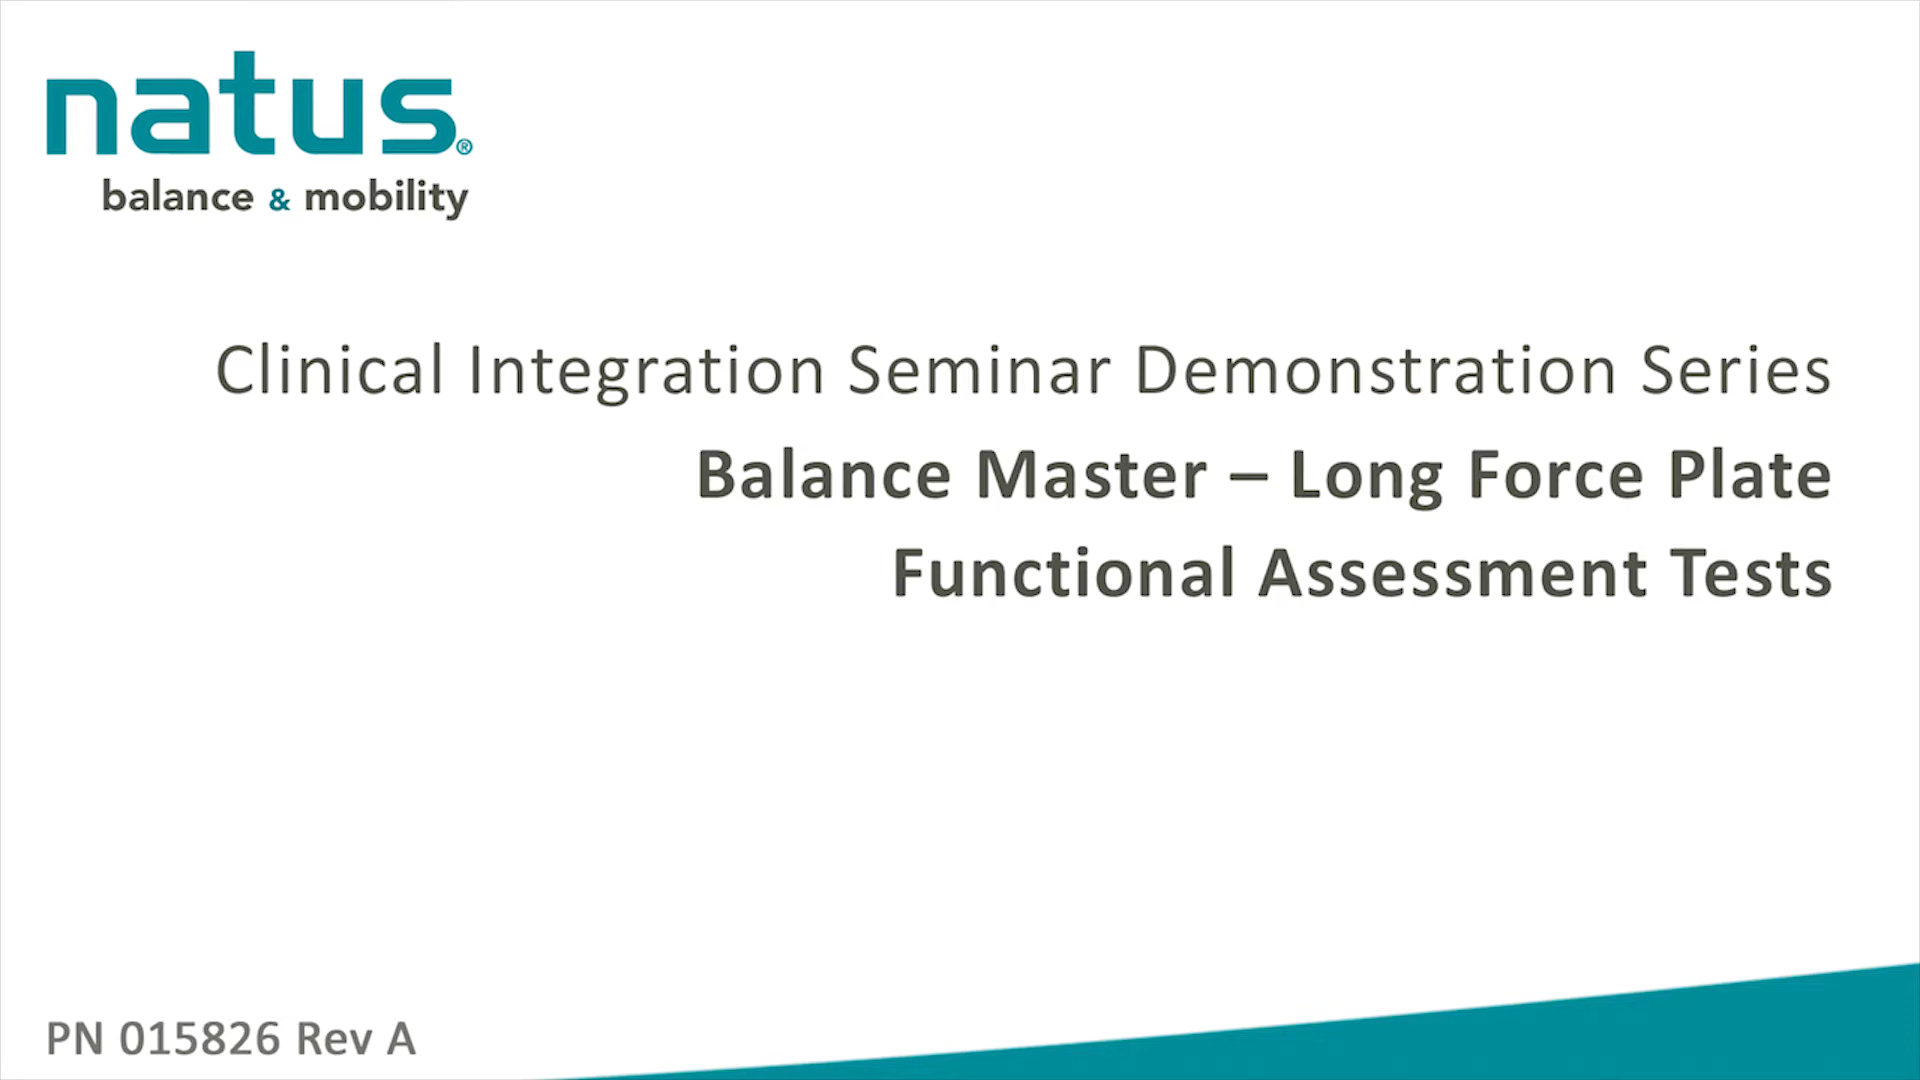 natus®
balance & mobility
Clinical Integration Seminar Demonstration Series
Balance Master – Long Force Plate
Functional Assessment Tests
PN 015826 Rev A